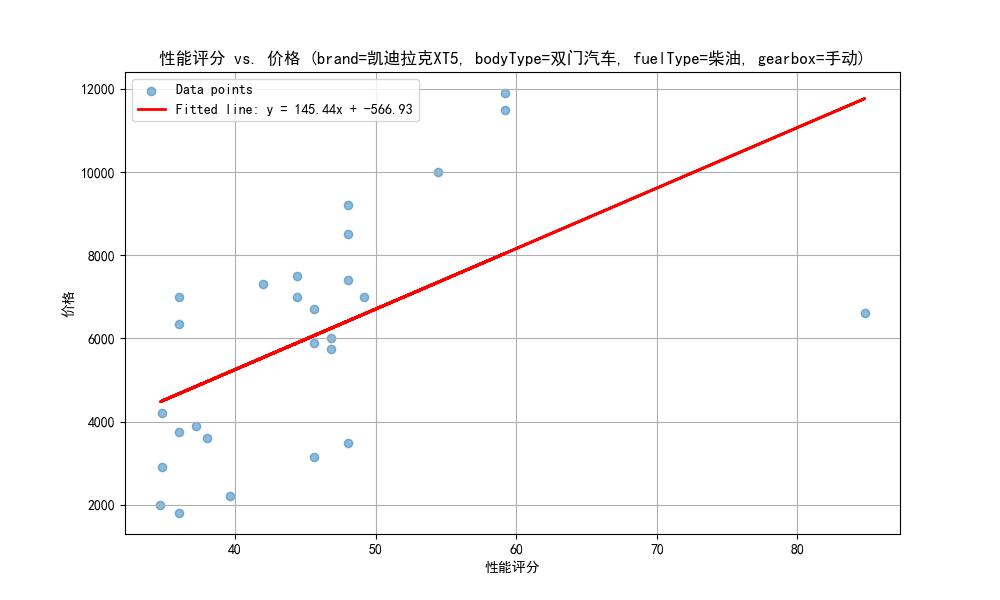 性能评分 vs. 价格 (brand=凯迪拉克XT5, bodyType=双门汽车, fuelType=柴油, gearbox=手动)
Data points
Fitted line: y = 145.44x + -566.93
12000
10000
8000
6000
4000
2000
价格
40 50 60 70 80
性能评分